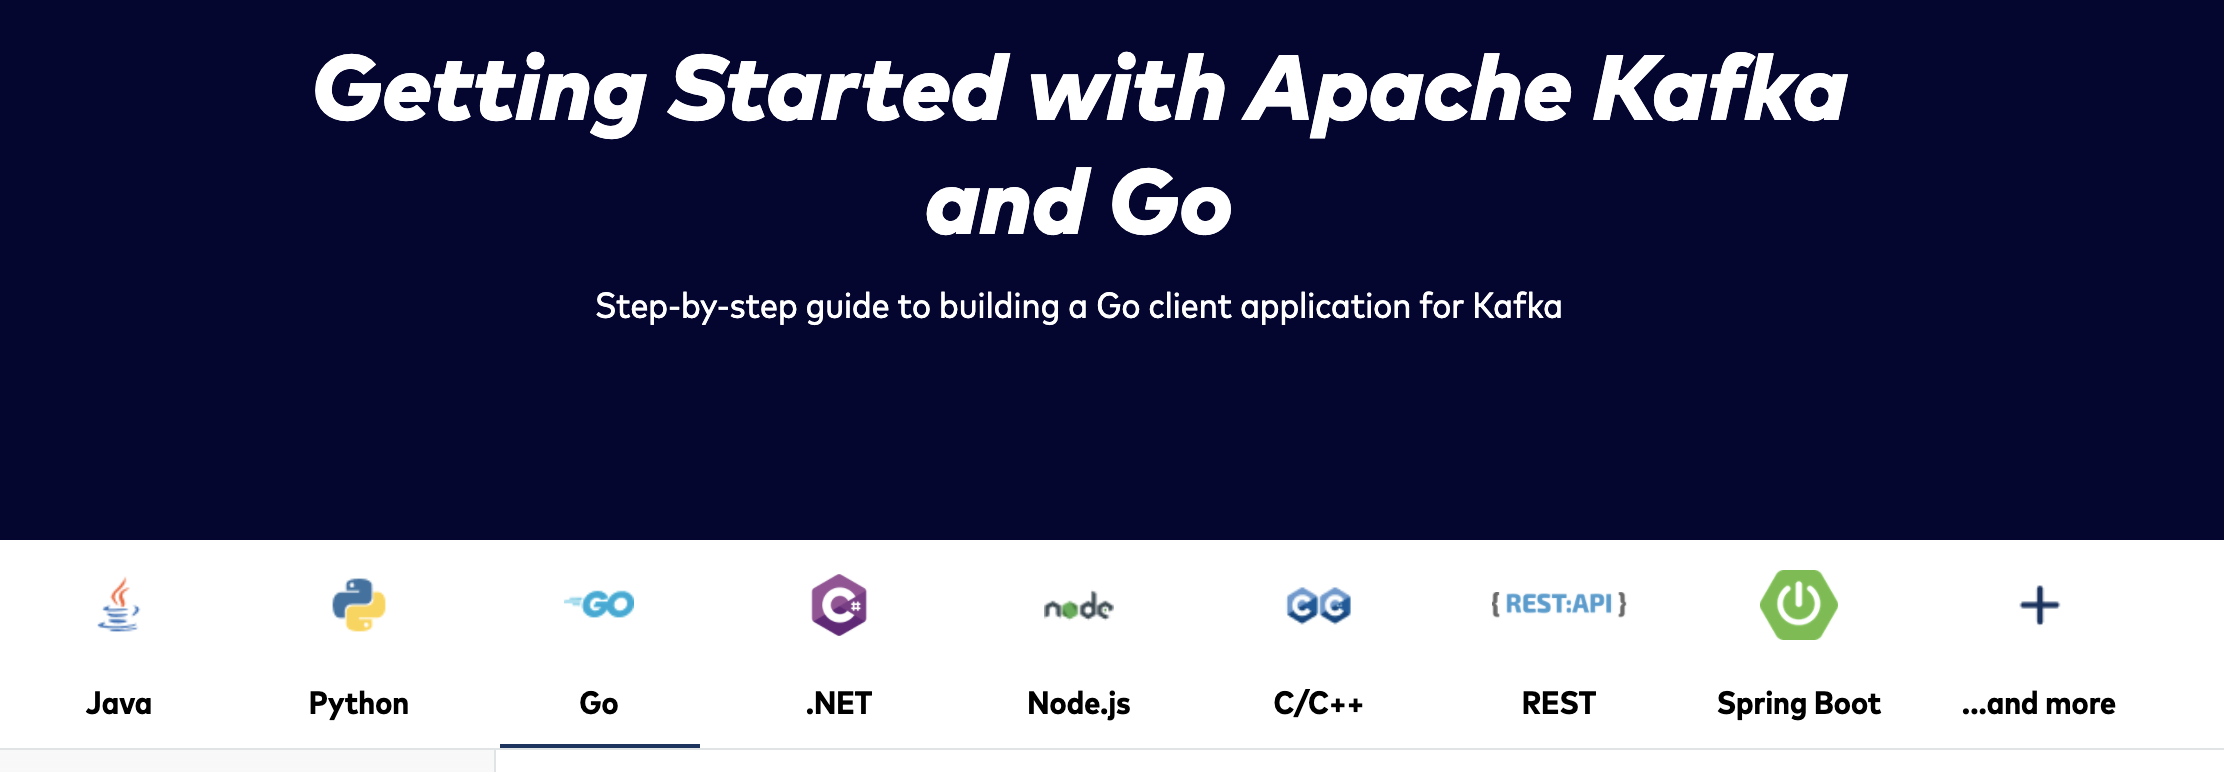 Getting Started with Apache Kafka
and Go
Step-by-step guide to building a Go client application for Kafka
GO
C#
node
C C
{ REST:API }
Java
Python
Go
.NET
Node.js
C/C++
REST
Spring Boot
...and more